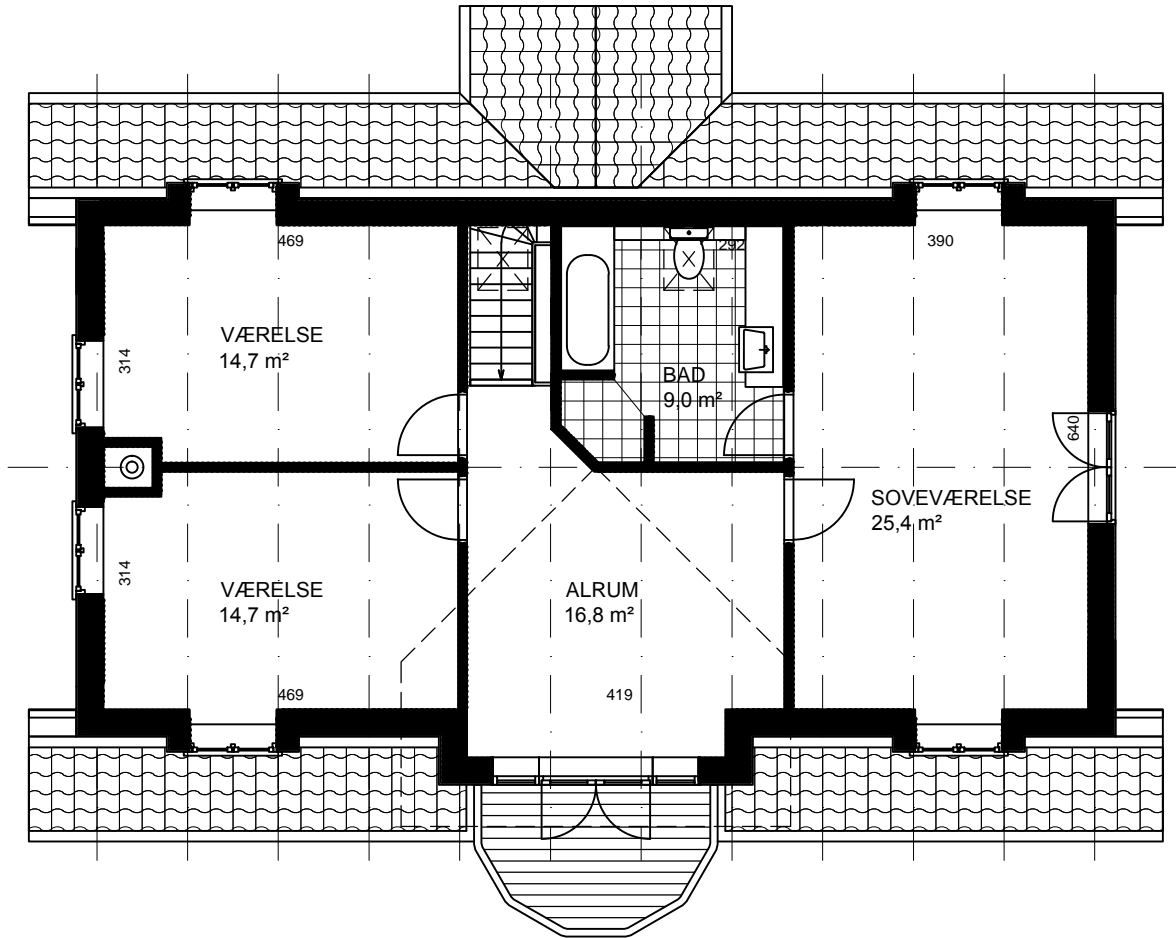 469
292
390
VÆRELSE
14,7 m²
314
BAD
9,0 m²
640
SOVEVÆRELSE
25,4 m²
VÆRELSE
14,7 m²
314
ALRUM
16,8 m²
469
419